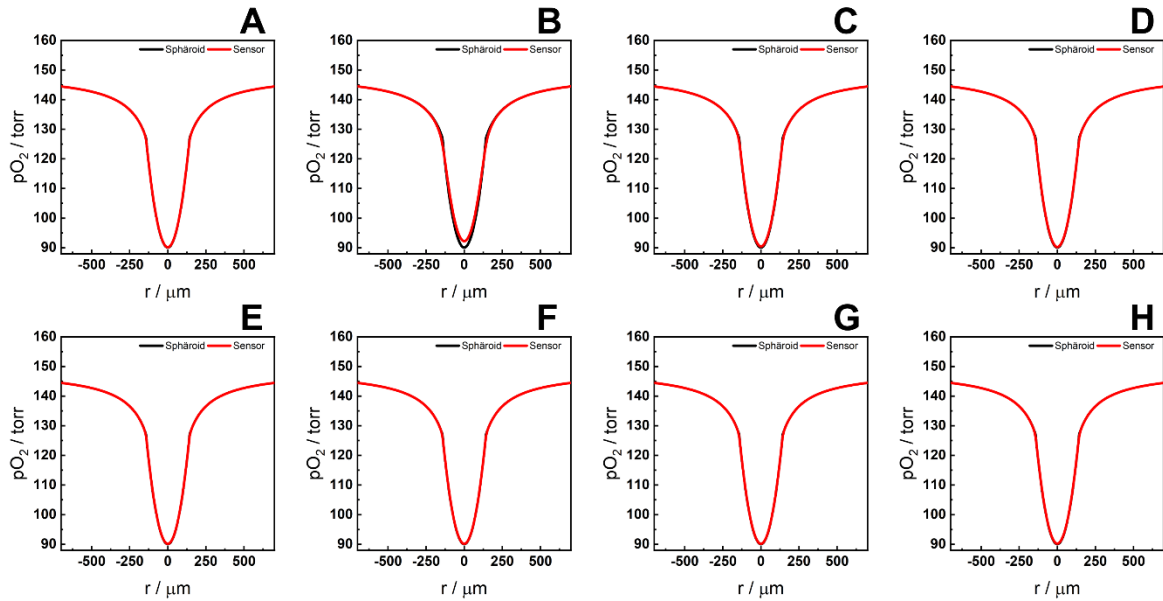 A B C D
160 160 160 160
Sphäroid Sensor Sphäroid Sensor Sphäroid Sensor Sphäroid Sensor
150 150 150 150
140 140 140 140
130 130 130 130
pO2 / torr pO2 / torr pO2 / torr pO2 / torr
120 120 120 120
110 110 110 110
100 100 100 100
90 90 90 90
-500 -250 0 250 500 -500 -250 0 250 500 -500 -250 0 250 500 -500 -250 0 250 500
r / μm r / μm r / μm r / μm
E F G H
160 160 160 160
Sphäroid Sensor Sphäroid Sensor Sphäroid Sensor Sphäroid Sensor
150 150 150 150
140 140 140 140
130 130 130 130
pO2 / torr pO2 / torr pO2 / torr pO2 / torr
120 120 120 120
110 110 110 110
100 100 100 100
90 90 90 90
-500 -250 0 250 500 -500 -250 0 250 500 -500 -250 0 250 500 -500 -250 0 250 500
r / μm r / μm r / μm r / μm